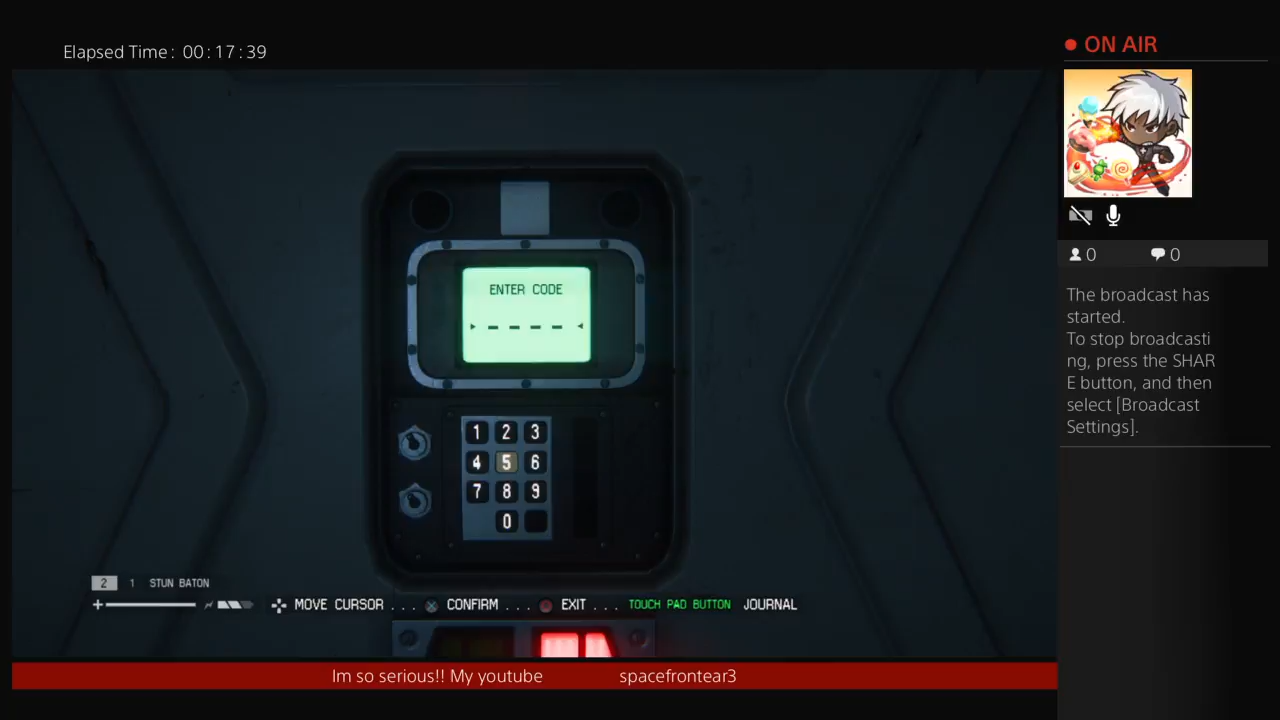 Elapsed Time: 00:17:39
ON AIR
0 0
The broadcast has
started.
To stop broadcasti
ng, press the SHAR
E button, and then
select [Broadcast
Settings].
ENTER CODE
- - - -
1 2 3
4 5 6
7 8 9
0
2 1 STUN BATON
MOVE CURSOR ... CONFIRM ... EXIT ... TOUCH PAD BUTTON JOURNAL
Im so serious!! My youtube spacefrontear3